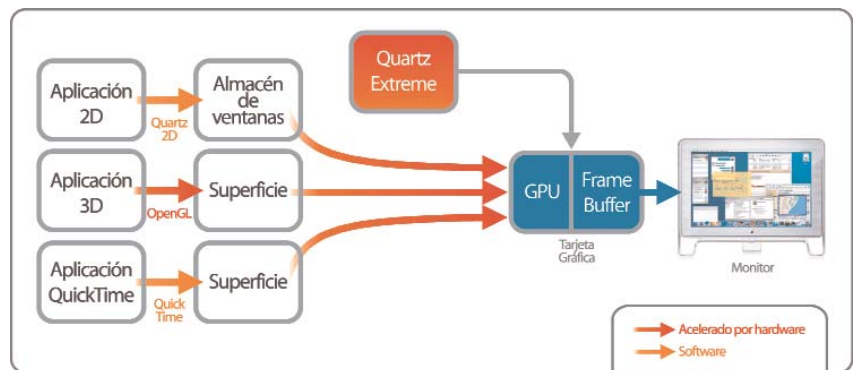 Aplicación
2D
Quartz
2D
Almacén
de
ventanas
Quartz
Extreme
Aplicación
3D
OpenGL
Superficie
GPU
Frame
Buffer
Tarjeta
Gráfica
Monitor
Aplicación
QuickTime
Quick
Time
Superficie
Acelerado por hardware
Software